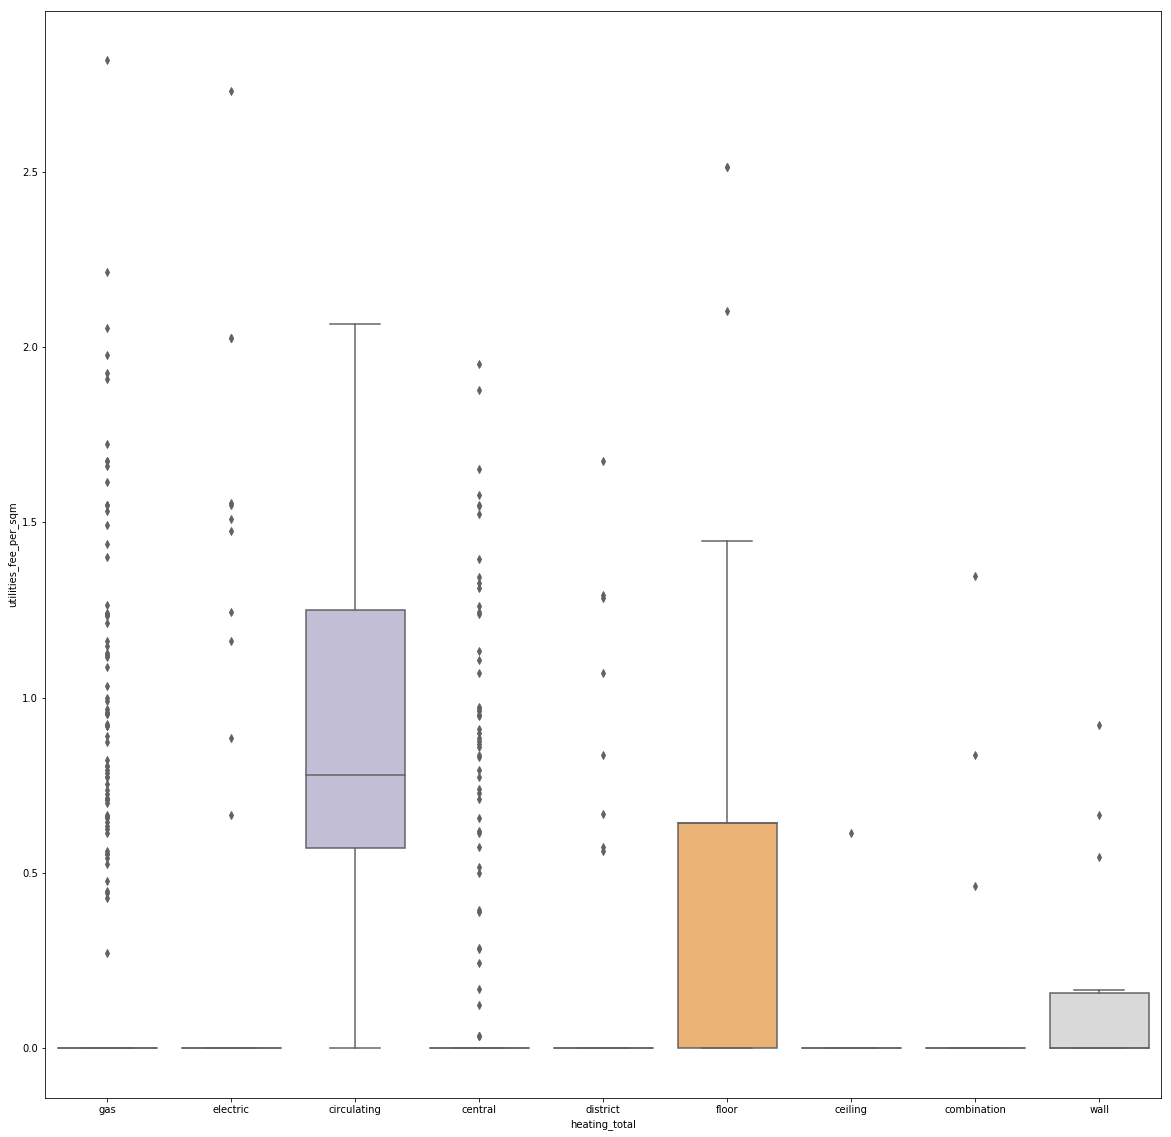 2.5
2.0
1.5
1.0
0.5
0.0
utilities_fee_per_sqm
gas electric circulating central district floor ceiling combination wall
heating_total